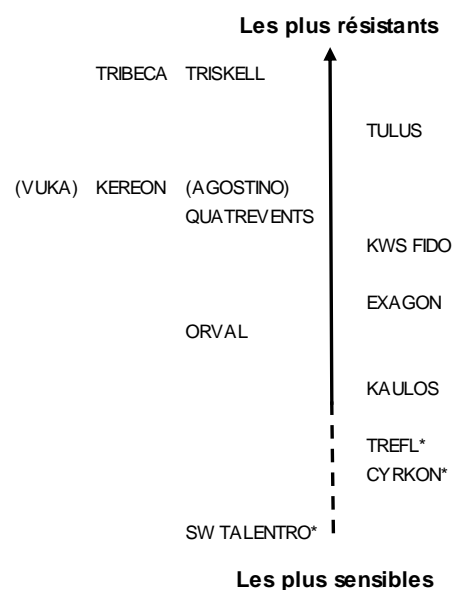 Les plus résistants
TRIBECA TRISKELL
TULUS
(VUKA) KEREON (AGOSTINO)
QUATREVENTS
KWS FIDO
EXAGON
ORVAL
KAULOS
TREFL*
CYRKON*
SW TALENTRO*
Les plus sensibles